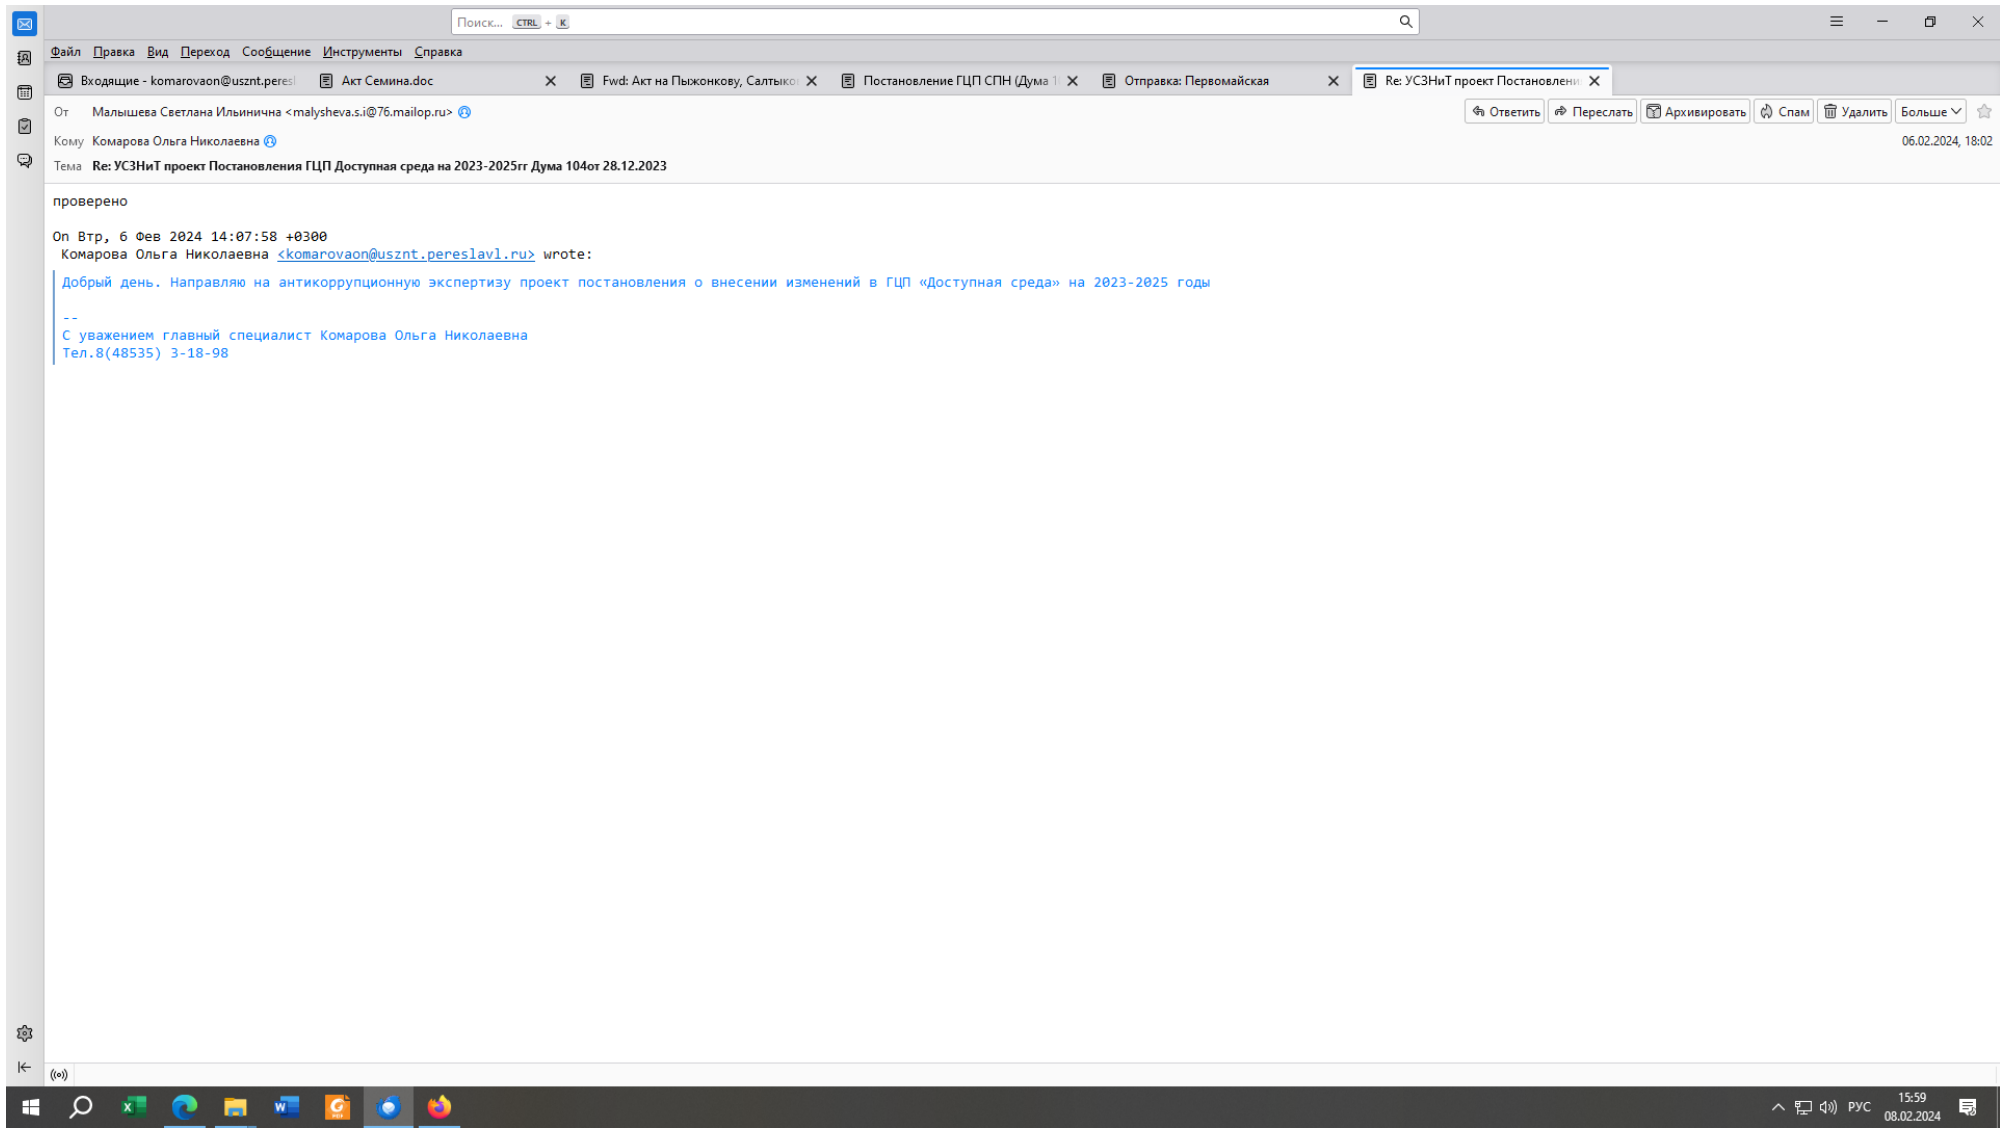 Поиск... CTRL + K
Файл Правка Вид Переход Сообщение Инструменты Справка
Входящие - komarovaon@usznt.peresl Акт Семина.doc Fwd: Акт на Пыжонкову, Салтыко Постановление ГЦП СПН (Дума 1 Отправка: Первомайская Re: УСЗНиТ проект Постановлени
От Малышева Светлана Ильинична <malysheva.s.i@76.mailop.ru> Ответить Переслать Архивировать Спам Удалить Больше
Кому Комарова Ольга Николаевна 06.02.2024, 18:02
Тема Re: УСЗНиТ проект Постановления ГЦП Доступная среда на 2023-2025гг Дума 104от 28.12.2023
проверено
On Втр, 6 Фев 2024 14:07:58 +0300
Комарова Ольга Николаевна <komarovaon@usznt.pereslavl.ru> wrote:
Добрый день. Направляю на антикоррупционную экспертизу проект постановления о внесении изменений в ГЦП «Доступная среда» на 2023-2025 годы
--
С уважением главный специалист Комарова Ольга Николаевна
Тел.8(48535) 3-18-98
РУС 15:59
08.02.2024